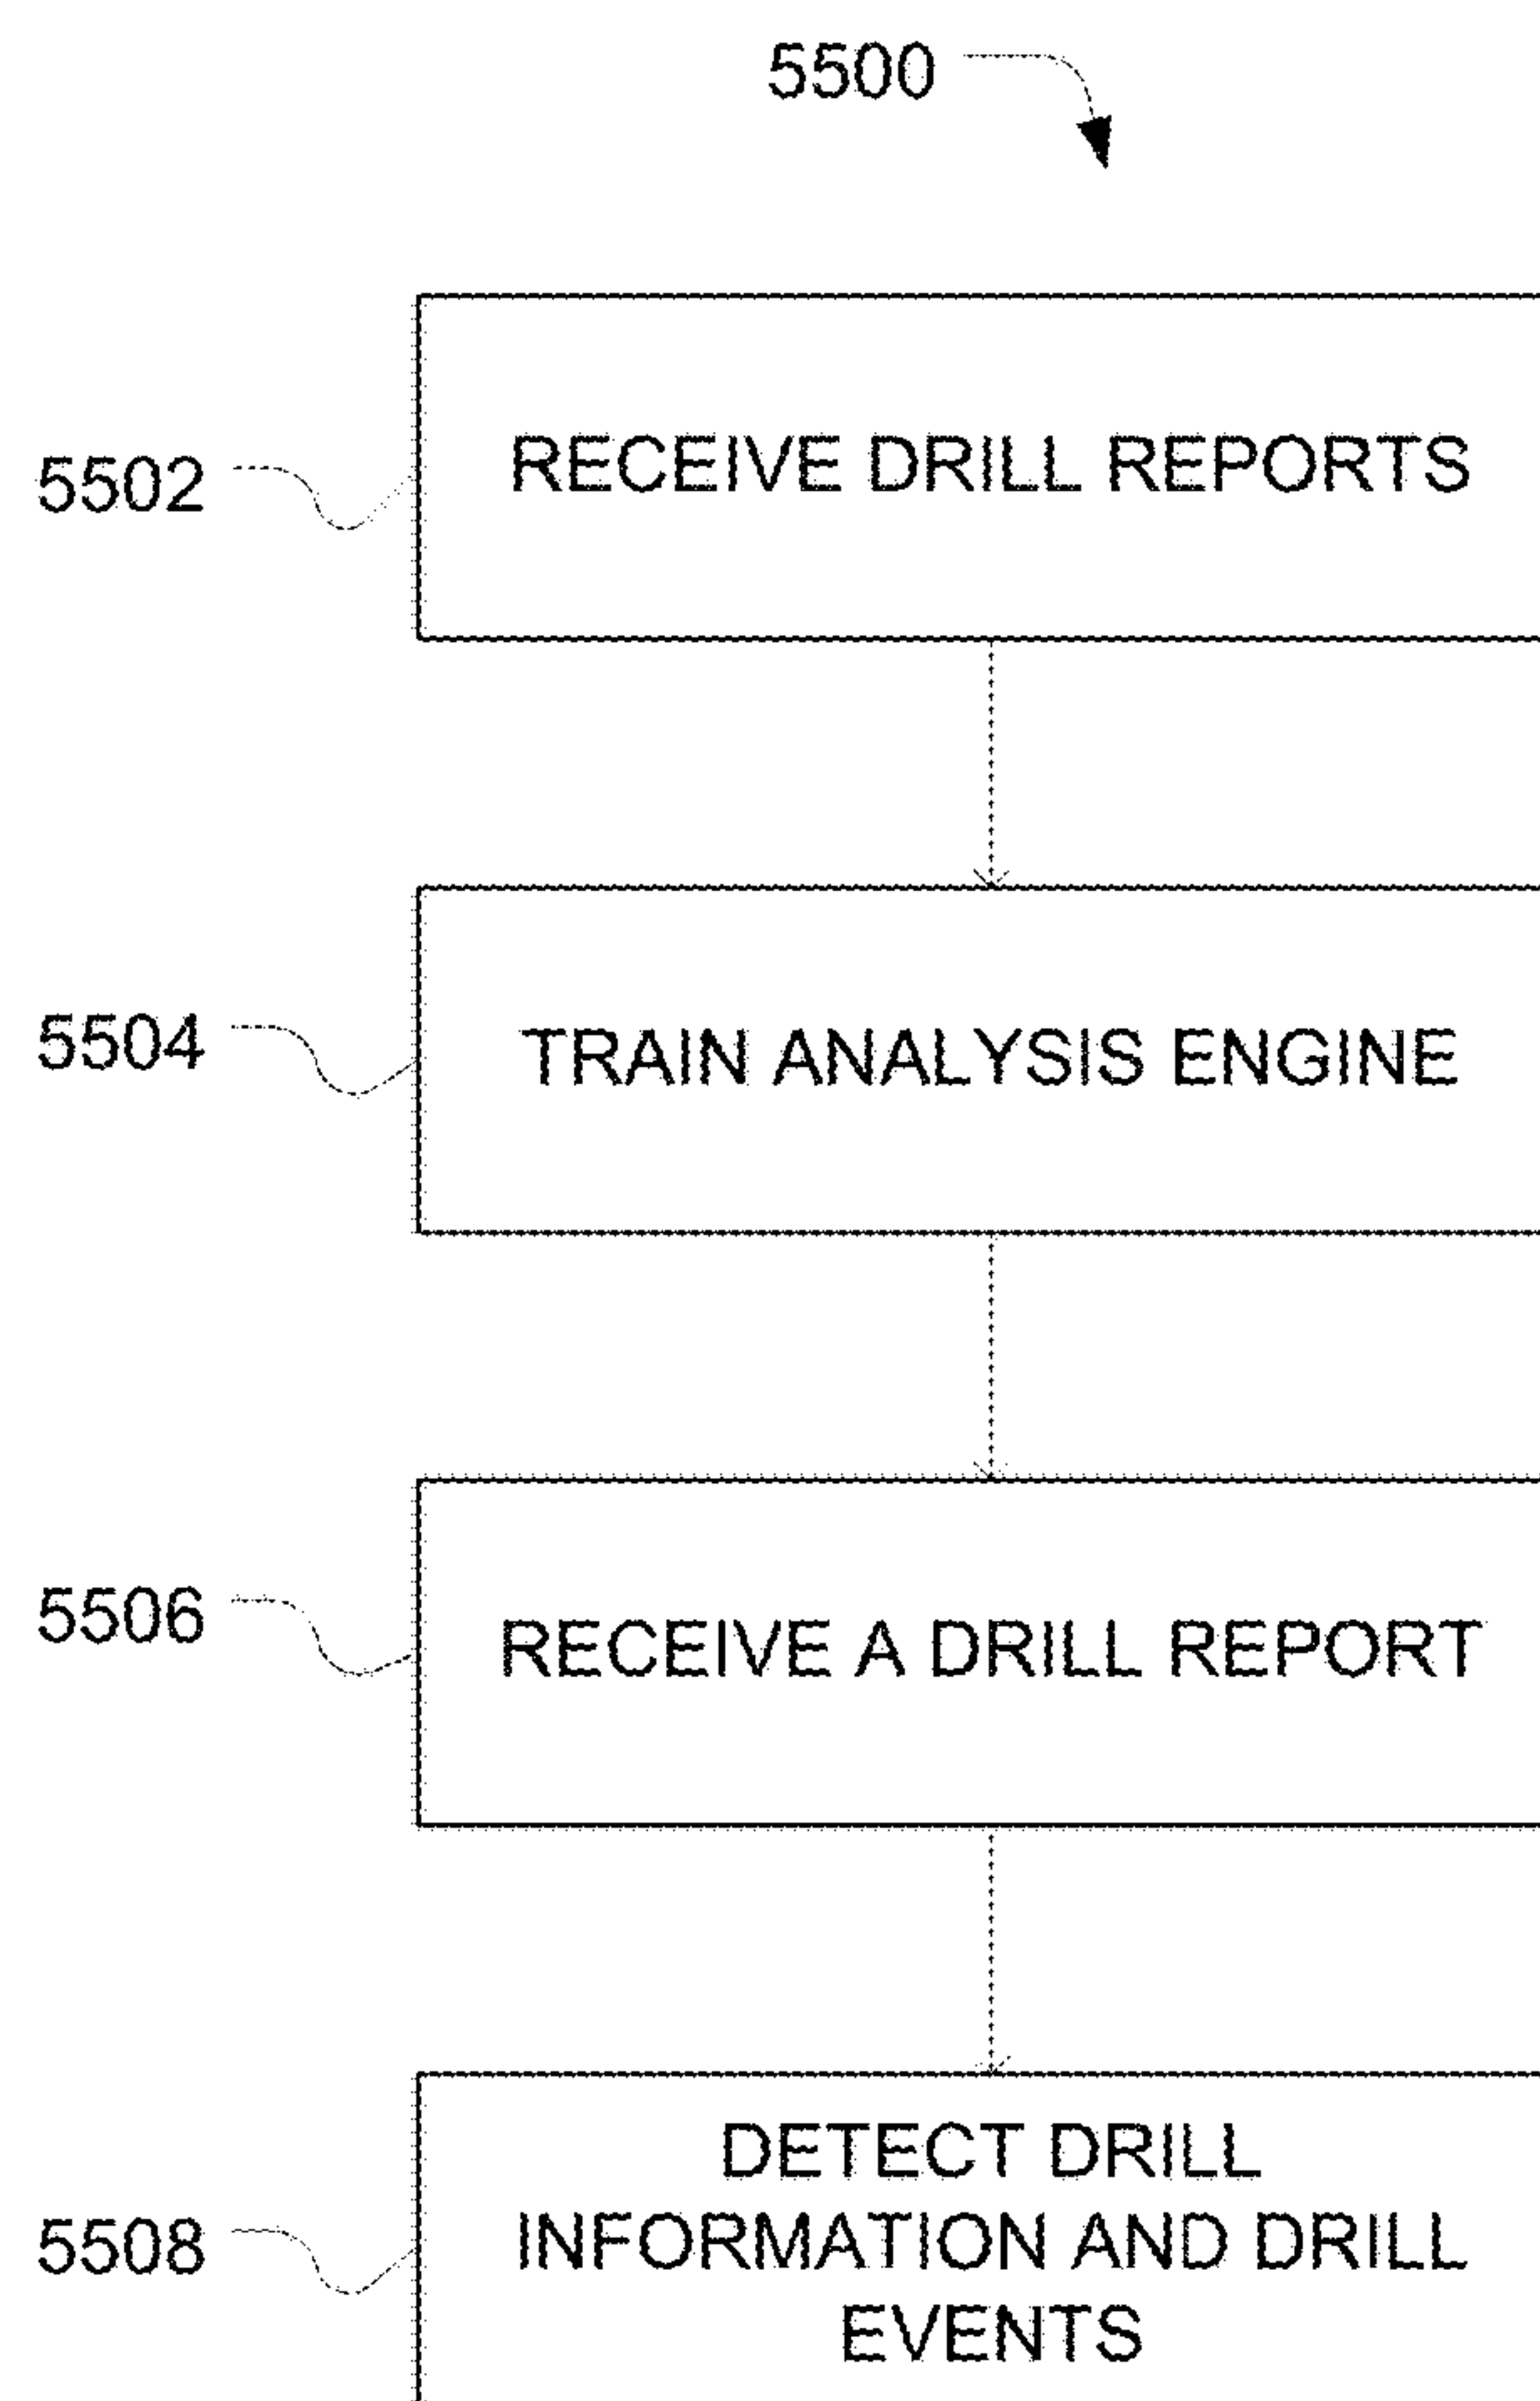 5500
5502
RECEIVE DRILL REPORTS
5504
TRAIN ANALYSIS ENGINE
5506
RECEIVE A DRILL REPORT
5508
DETECT DRILL
INFORMATION AND DRILL
EVENTS